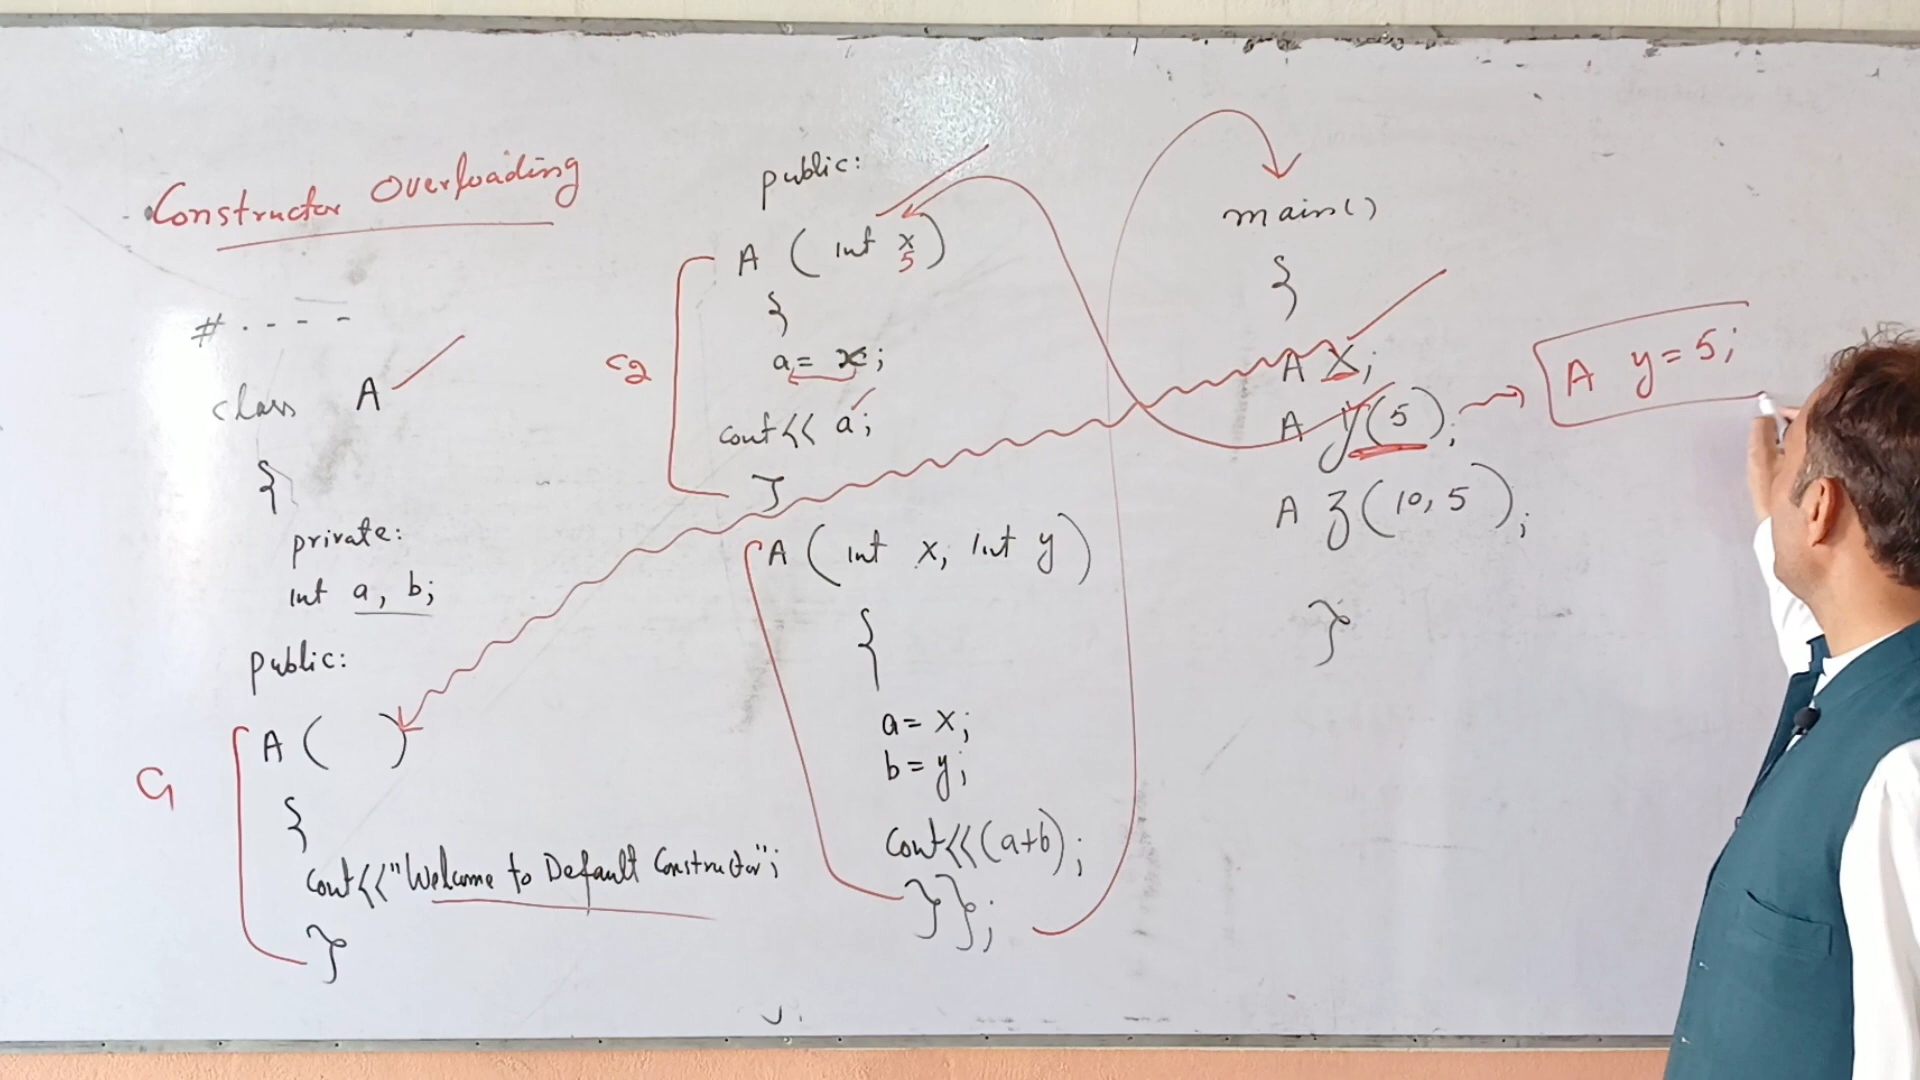 Constructor Overloading
# - - - -
class A
{
private:
int a, b;
public:
C1
A ( )
{
cout<<"Welcome to Default Constructor";
}
public:
C2
A (int x)
5
{
a = x;
cout<< a;
}
A (int x, int y)
{
a = x;
b = y;
cout<<(a+b);
}};
main()
{
A X;
A y(5);
A y = 5;
A z(10, 5);
}